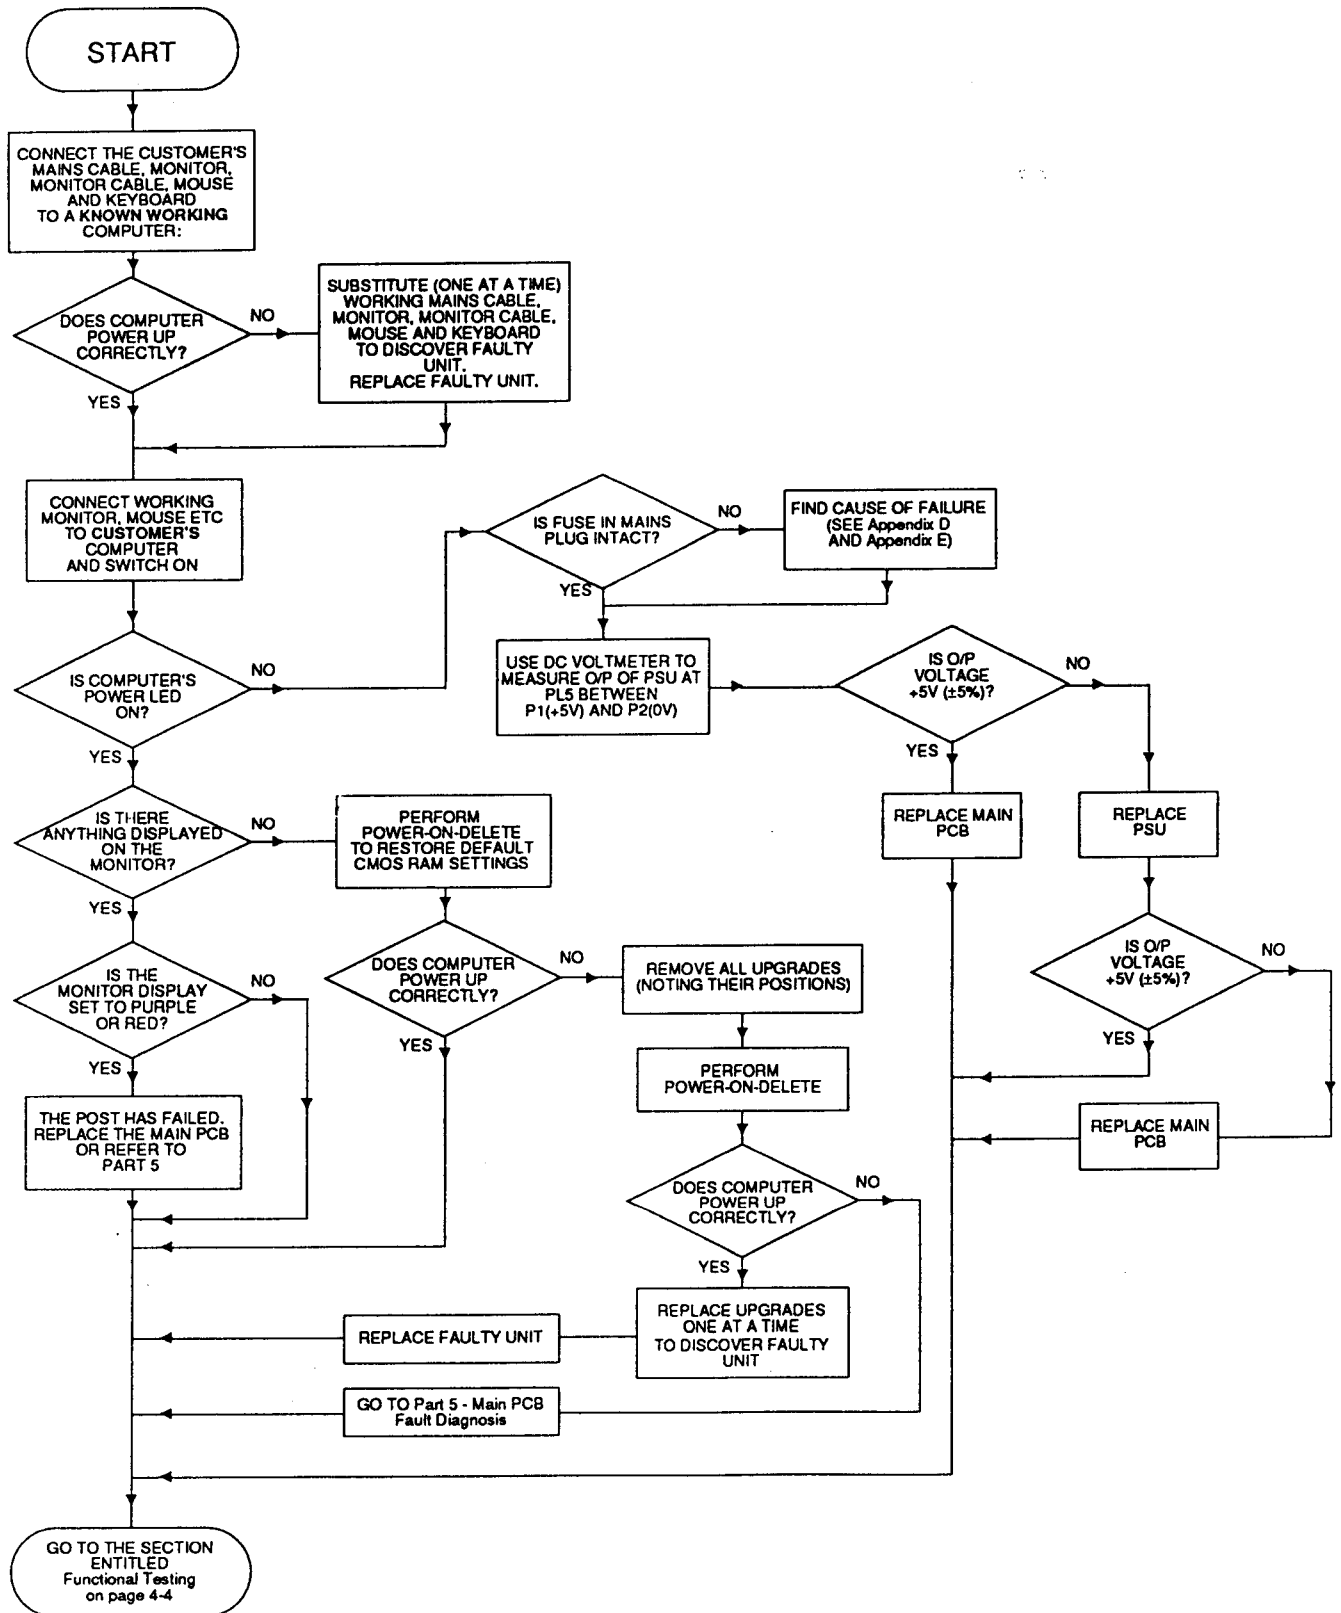 START
CONNECT THE CUSTOMER'S
MAINS CABLE, MONITOR,
MONITOR CABLE, MOUSE
AND KEYBOARD
TO A KNOWN WORKING
COMPUTER:
DOES COMPUTER
POWER UP
CORRECTLY?
NO
YES
SUBSTITUTE (ONE AT A TIME)
WORKING MAINS CABLE,
MONITOR, MONITOR CABLE,
MOUSE AND KEYBOARD
TO DISCOVER FAULTY
UNIT.
REPLACE FAULTY UNIT.
CONNECT WORKING
MONITOR, MOUSE ETC
TO CUSTOMER'S
COMPUTER
AND SWITCH ON
IS COMPUTER'S
POWER LED
ON?
NO
YES
IS FUSE IN MAINS
PLUG INTACT?
NO
YES
FIND CAUSE OF FAILURE
(SEE Appendix D
AND Appendix E)
USE DC VOLTMETER TO
MEASURE O/P OF PSU AT
PL5 BETWEEN
P1(+5V) AND P2(0V)
IS O/P
VOLTAGE
+5V (±5%)?
NO
YES
REPLACE MAIN
PCB
REPLACE
PSU
IS O/P
VOLTAGE
+5V (±5%)?
NO
YES
REPLACE MAIN
PCB
IS THERE
ANYTHING DISPLAYED
ON THE
MONITOR?
NO
YES
PERFORM
POWER-ON-DELETE
TO RESTORE DEFAULT
CMOS RAM SETTINGS
DOES COMPUTER
POWER UP
CORRECTLY?
NO
YES
REMOVE ALL UPGRADES
(NOTING THEIR POSITIONS)
PERFORM
POWER-ON-DELETE
DOES COMPUTER
POWER UP
CORRECTLY?
NO
YES
REPLACE UPGRADES
ONE AT A TIME
TO DISCOVER FAULTY
UNIT
REPLACE FAULTY UNIT
GO TO Part 5 - Main PCB
Fault Diagnosis
IS THE
MONITOR DISPLAY
SET TO PURPLE
OR RED?
NO
YES
THE POST HAS FAILED.
REPLACE THE MAIN PCB
OR REFER TO
PART 5
GO TO THE SECTION
ENTITLED
Functional Testing
on page 4-4